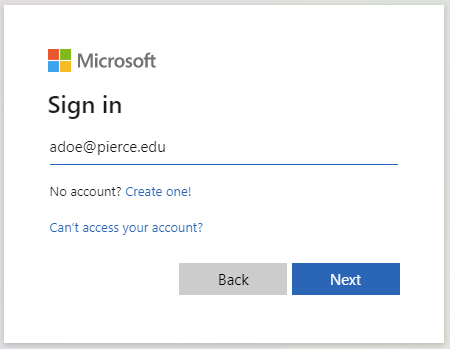 Microsoft
Sign in
adoe@pierce.edu
No account? Create one!
Can't access your account?
Back Next